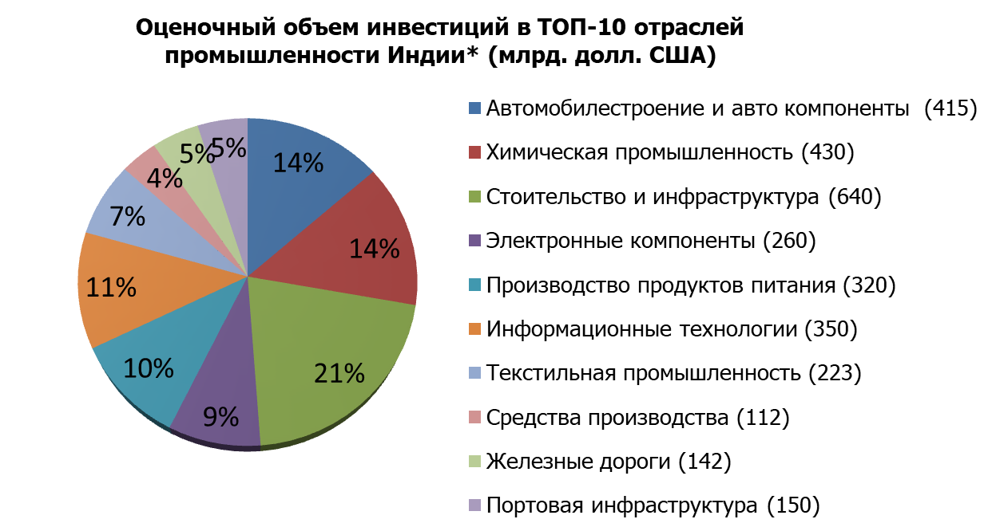 Оценочный объем инвестиций в ТОП-10 отраслей
промышленности Индии* (млрд. долл. США)
14%
14%
21%
9%
10%
11%
7%
4%
5%
5%
Автомобилестроение и авто компоненты (415)
Химическая промышленность (430)
Стоительство и инфраструктура (640)
Электронные компоненты (260)
Производство продуктов питания (320)
Информационные технологии (350)
Текстильная промышленность (223)
Средства производства (112)
Железные дороги (142)
Портовая инфраструктура (150)